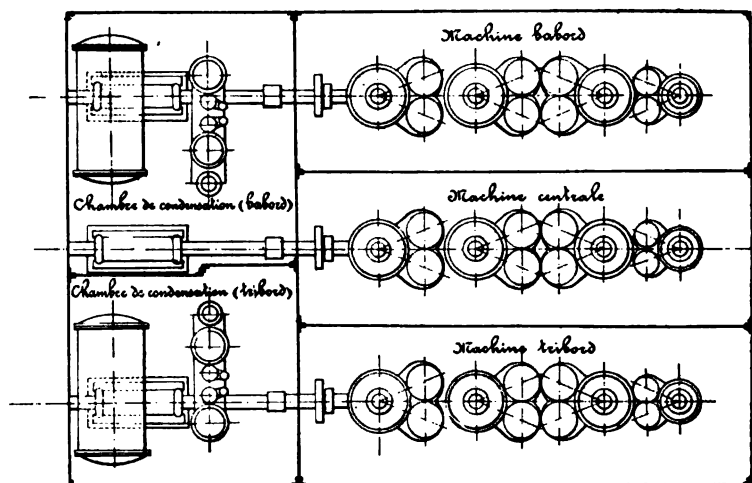 Machine babord
Chambre de condensation (babord)
Machine centrale
Chambre de condensation (tribord)
Machine tribord